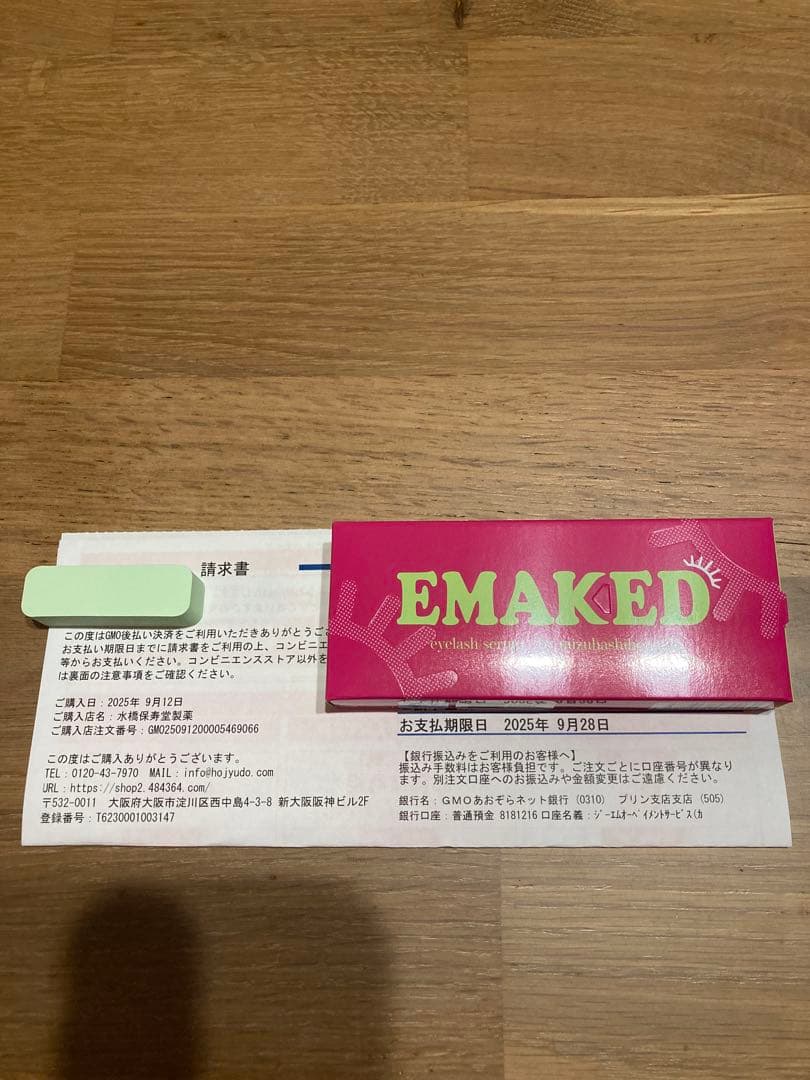 請求書
この度はGMO後払い決済をご利用いただきありがとうござ
お支払い期限日までに請求書をご利用の上、コンビニエン
等からお支払いください。コンビニエンスストア以外を
は裏面の注意事項をご確認ください。
ご購入日：2025年 9月12日
ご購入店名：水橋保寿堂製薬
ご購入店注文番号：GMO250912000005469066
この度はご購入ありがとうございます。
TEL：0120-43-7970 MAIL：info@hojyudo.com
URL：https://shop2.484364.com/
〒532-0011 大阪府大阪市淀川区西中島4-3-8 新大阪阪神ビル2F
登録番号：T6230001003147
EMAKED
eyelash
お支払期限日 2025年 9月28日
【銀行振込みをご利用のお客様へ】
振込み手数料はお客様負担です。ご注文ごとに口座番号が異なり
ます。別注文口座へのお振込みや金額変更はご遠慮ください。
銀行名：GMOあおぞらネット銀行（0310） プリン支店支店（505）
銀行口座：普通預金 8181216 口座名義：ｼﾞｰｴﾑｵｰﾍﾟｲﾒﾝﾄｻｰﾋﾞｽ(ｶ